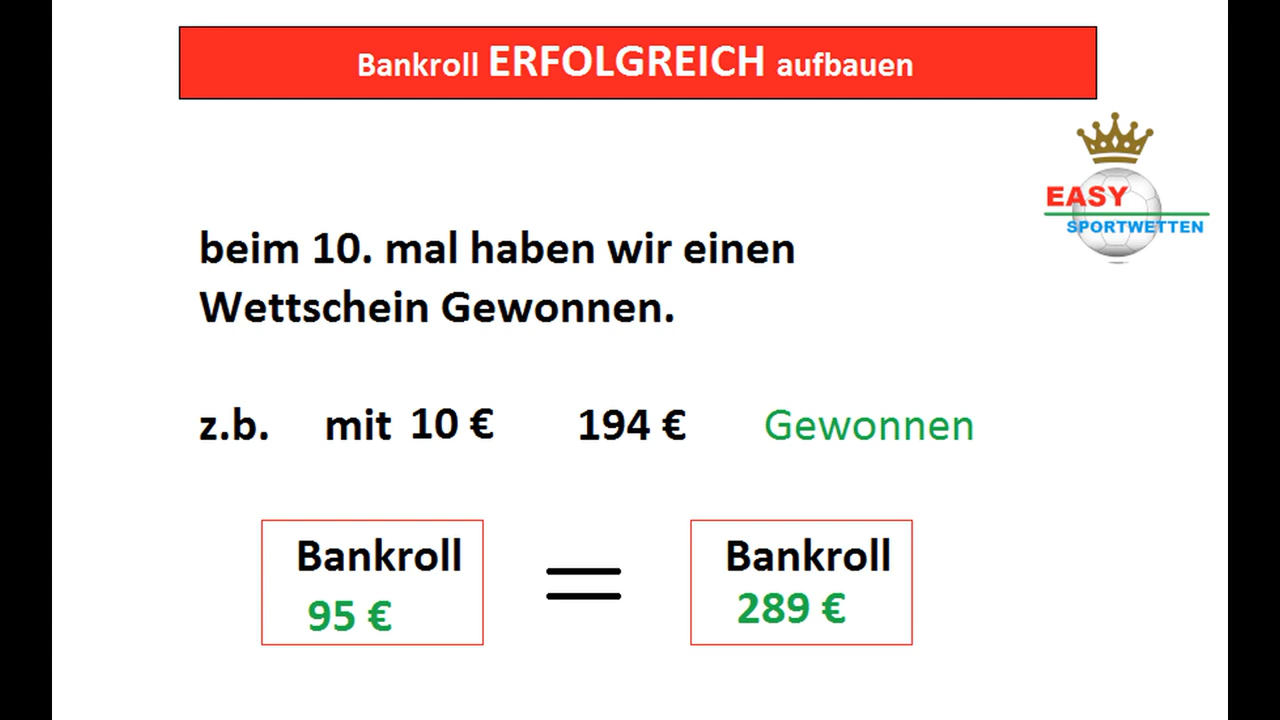 Bankroll ERFOLGREICH aufbauen
EASY
SPORTWETTEN
beim 10. mal haben wir einen
Wettschein Gewonnen.
z.b. mit 10 € 194 € Gewonnen
Bankroll = Bankroll
95 € 289 €